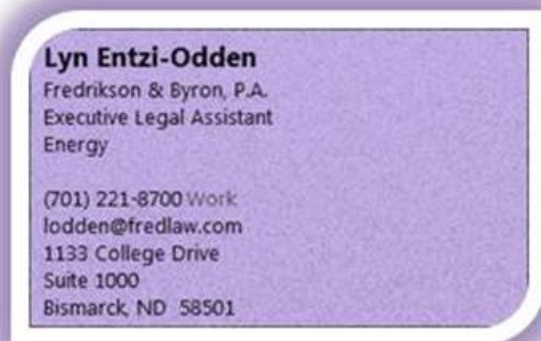 Lyn Entzi-Odden
Fredrikson & Byron, P.A.
Executive Legal Assistant
Energy
(701) 221-8700 Work
lodden@fredlaw.com
1133 College Drive
Suite 1000
Bismarck, ND  58501